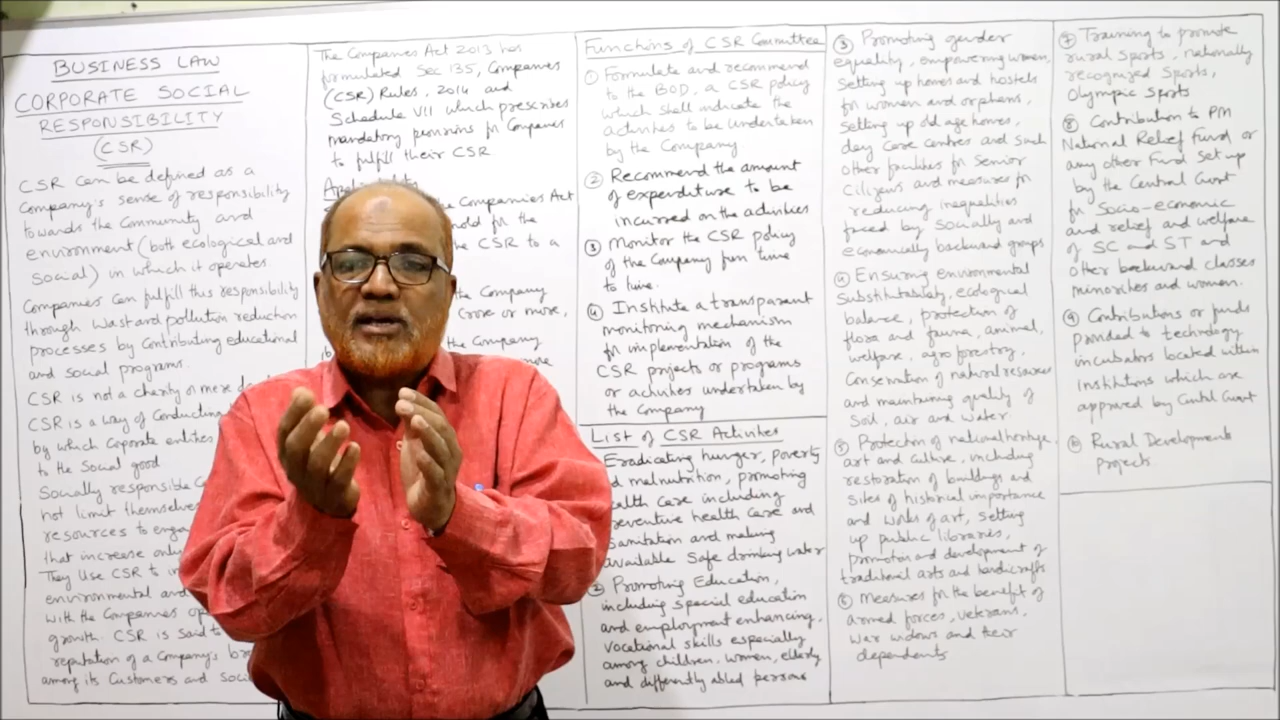 BUSINESS LAW
CORPORATE SOCIAL
RESPONSIBILITY
(CSR)
CSR can be defined as a
Company's sense of responsibility
towards the Community and
environment (both ecological and
Social) in which it operates
Companies can fulfill this responsibility
through waste and pollution reduction
processes by contributing educational
and social programs.
CSR is not a charity or mere
CSR is a way of
by which Corporate entities
to the Social good
Socially responsible
not limit themselves
resources to
that increase only
They Use CSR to
environmental and
with the Companies
growth. CSR is said to
reputation of a Company's
among its Customers and
The Companies Act 2013 has
formulated Sec 135, Companies
(CSR) Rules, 2014 and
Schedule VII which prescribes
mandatory provisions for Companies
to fulfill their CSR
the Companies Act
for the
CSR to a
the Company
Crore or more,
the Company
Functions of CSR Committee
① Formulate and recommend
to the BOD, a CSR policy
which shall indicate the
activities to be undertaken
by the Company
② Recommend the amount
of expenditure to be
incurred on the activities
③ Monitor the CSR policy
of the Company from time
to time.
④ Institute a transparent
monitoring mechanism
for implementation of the
CSR projects or programs
or activities undertaken by
the Company
List of CSR Activities
Eradicating hunger, poverty
malnutrition, promoting
health care including
preventive health care and
Sanitation and making
available Safe drinking water
② Promoting Education,
including special education
and employment enhancing,
vocational skills especially
among children, women, elderly
and differently abled persons
③ Promoting gender
equality, empowering women,
Setting up homes and hostels
for women and orphans,
Setting up old age homes,
day care centres and such
other facilities for Senior
Citizens and measures for
reducing inequalities
faced by Socially and
economically backward groups
④ Ensuring environmental
Substitutability, ecological
balance, protection of
flora and fauna, animal,
welfare, agro forestry,
Conservation of natural resources
and maintaining quality of
Soil, air and water
⑤ Protection of national heritage,
art and culture, including
restoration of buildings and
sites of historical importance
and works of art, setting
up public libraries,
promotion and development of
traditional arts and handicrafts
⑥ Measures for the benefit of
armed forces, veterans,
war widows and their
dependents
⑦ Training to promote
rural Sports, nationally
recognized Sports,
Olympic Sports
⑧ Contribution to PM
National Relief Fund or
any other Fund Set up
by the Central Govt
for Socio-economic
and relief and welfare
of SC and ST and
other backward classes
minorities and women.
⑨ Contributions or funds
provided to technology
incubators located within
institutions which are
approved by Central Govt
⑩ Rural Development
projects